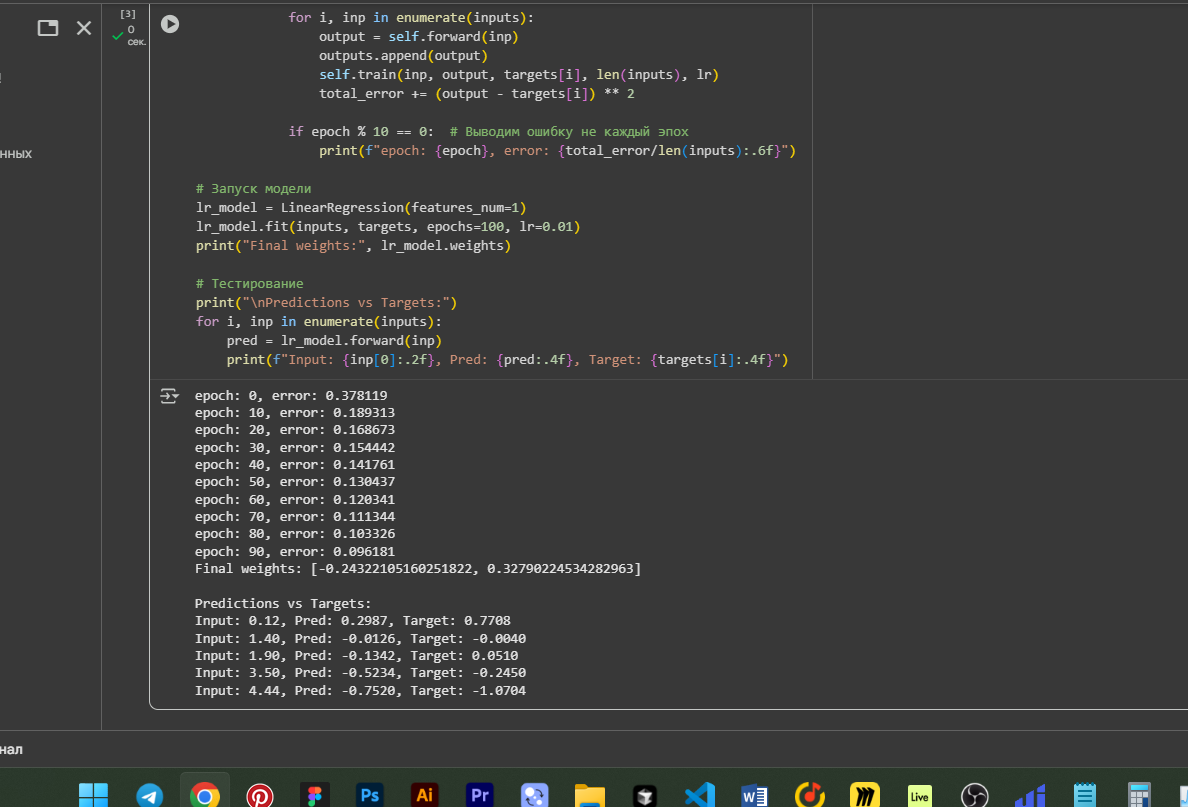 [3]
0
сек.
for i, inp in enumerate(inputs):
output = self.forward(inp)
outputs.append(output)
self.train(inp, output, targets[i], len(inputs), lr)
total_error += (output - targets[i]) ** 2
if epoch % 10 == 0:  # Выводим ошибку не каждый эпох
print(f"epoch: {epoch}, error: {total_error/len(inputs):.6f}")
нных
# Запуск модели
lr_model = LinearRegression(features_num=1)
lr_model.fit(inputs, targets, epochs=100, lr=0.01)
print("Final weights:", lr_model.weights)
# Тестирование
print("\nPredictions vs Targets:")
for i, inp in enumerate(inputs):
pred = lr_model.forward(inp)
print(f"Input: {inp[0]:.2f}, Pred: {pred:.4f}, Target: {targets[i]:.4f}")
epoch: 0, error: 0.378119
epoch: 10, error: 0.189313
epoch: 20, error: 0.168673
epoch: 30, error: 0.154442
epoch: 40, error: 0.141761
epoch: 50, error: 0.130437
epoch: 60, error: 0.120341
epoch: 70, error: 0.111344
epoch: 80, error: 0.103326
epoch: 90, error: 0.096181
Final weights: [-0.24322105160251822, 0.32790224534282963]
Predictions vs Targets:
Input: 0.12, Pred: 0.2987, Target: 0.7708
Input: 1.40, Pred: -0.0126, Target: -0.0040
Input: 1.90, Pred: -0.1342, Target: 0.0510
Input: 3.50, Pred: -0.5234, Target: -0.2450
Input: 4.44, Pred: -0.7520, Target: -1.0704
нал
Ps
Ai
Pr
W
Live